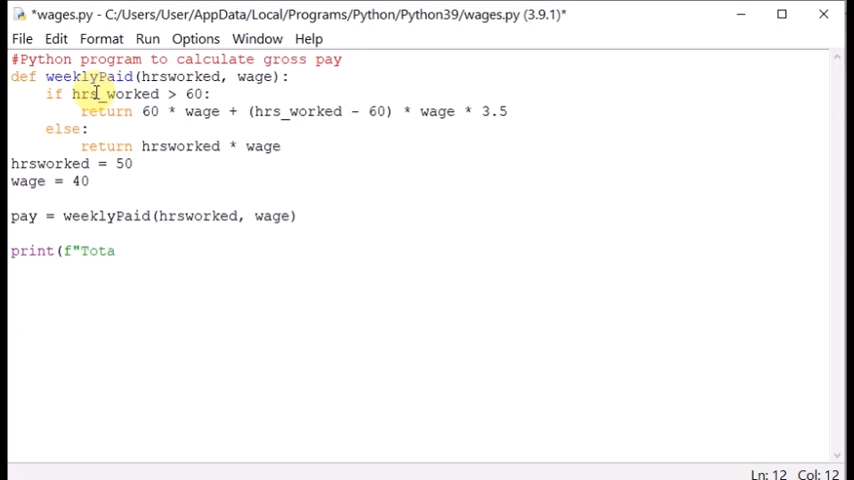 *wages.py - C:/Users/User/AppData/Local/Programs/Python/Python39/wages.py (3.9.1)*
File Edit Format Run Options Window Help
#Python program to calculate gross pay
def weeklyPaid(hrsworked, wage):
    if hrs_worked > 60:
        return 60 * wage + (hrs_worked - 60) * wage * 3.5
    else:
        return hrsworked * wage
hrsworked = 50
wage = 40
pay = weeklyPaid(hrsworked, wage)
print(f"Tota
Ln: 12 Col: 12